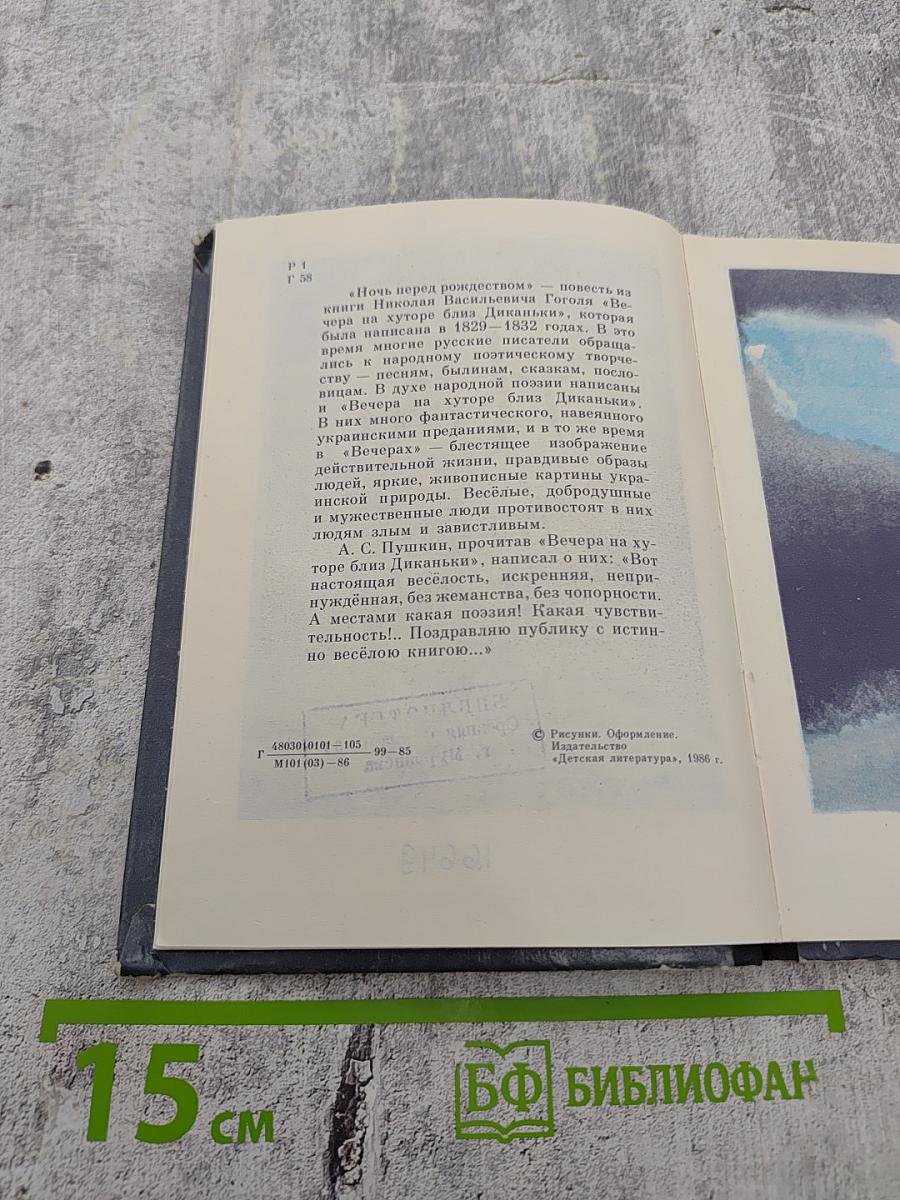 Р 1
Г 58
«Ночь перед рождеством» — повесть из
книги Николая Васильевича Гоголя «Ве-
чера на хуторе близ Диканьки», которая
была написана в 1829—1832 годах. В это
время многие русские писатели обраща-
лись к народному поэтическому творче-
ству — песням, былинам, сказкам, посло-
вицам. В духе народной поэзии написаны
и «Вечера на хуторе близ Диканьки».
В них много фантастического, навеянного
украинскими преданиями, и в то же время
в «Вечерах» — блестящее изображение
действительной жизни, правдивые образы
людей, яркие, живописные картины укра-
инской природы. Весёлые, добродушные
и мужественные люди противостоят в них
людям злым и завистливым.
А. С. Пушкин, прочитав «Вечера на ху-
торе близ Диканьки», написал о них: «Вот
настоящая весёлость, искренняя, непри-
нуждённая, без жеманства, без чопорности.
А местами какая поэзия! Какая чувстви-
тельность!.. Поздравляю публику с истин-
но весёлою книгою...»
Г 4803010101—105 99—85
М101(03)—86
© Рисунки. Оформление.
Издательство
«Детская литература», 1986 г.
16649
15 см
БФ БИБЛИОФАН